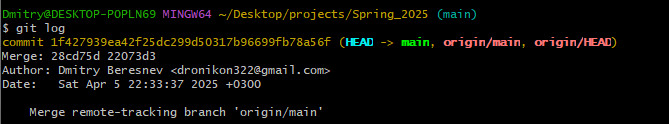 Dmitry@DESKTOP-POPLN69 MINGW64 ~/Desktop/projects/Spring_2025 (main)
$ git log
commit 1f427939ea42f25dc299d50317b96699fb78a56f (HEAD -> main, origin/main, origin/HEAD)
Merge: 28cd75d 22073d3
Author: Dmitry Beresnev <dronikon322@gmail.com>
Date:   Sat Apr 5 22:33:37 2025 +0300
    Merge remote-tracking branch 'origin/main'